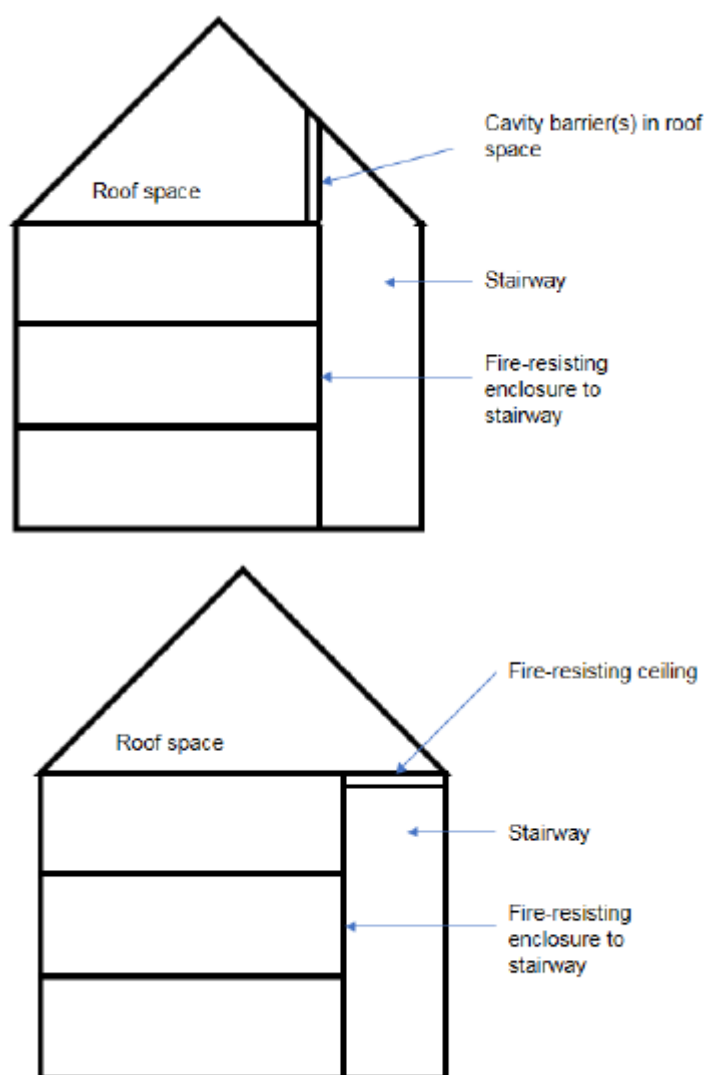 Cavity barrier(s) in roof
space
Roof space
Stairway
Fire-resisting
enclosure to
stairway
Fire-resisting ceiling
Roof space
Stairway
Fire-resisting
enclosure to
stairway